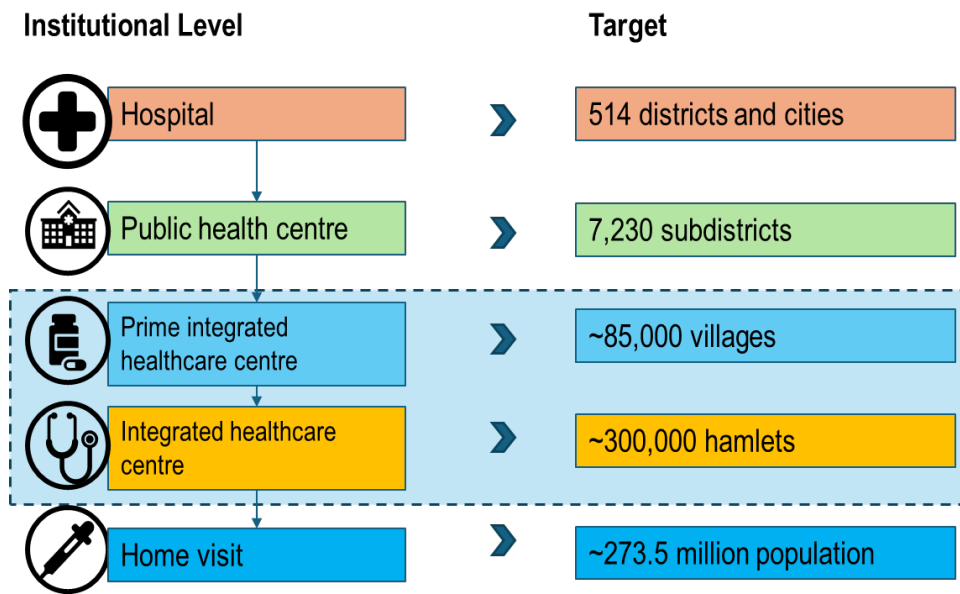 Institutional Level
Target
Hospital
514 districts and cities
Public health centre
7,230 subdistricts
Prime integrated
healthcare centre
~85,000 villages
Integrated healthcare
centre
~300,000 hamlets
Home visit
~273.5 million population